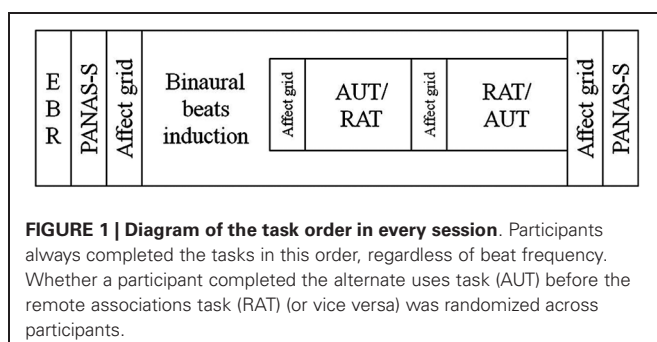 EBR
PANAS-S
Affect grid
Binaural
beats
induction
Affect grid
AUT/
RAT
Affect grid
RAT/
AUT
Affect grid
PANAS-S
FIGURE 1 | Diagram of the task order in every session. Participants
always completed the tasks in this order, regardless of beat frequency.
Whether a participant completed the alternate uses task (AUT) before the
remote associations task (RAT) (or vice versa) was randomized across
participants.